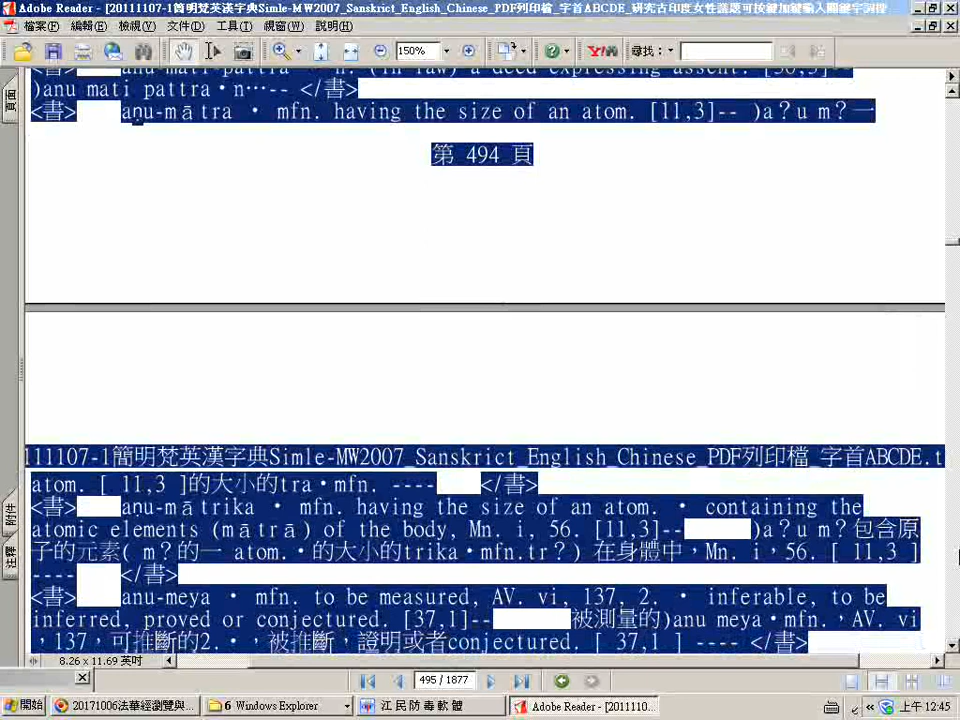 Adobe Reader - [20111107-1簡明梵英漢字典Simle-MW2007_Sanskrict_English_Chinese_PDF列印檔_字首ABCDE_研究古印度女性議題可按鍵加鍵輸入關鍵字詞搜
檔案(F) 編輯(E) 檢視(V) 文件(D) 工具(T) 視窗(W) 說明(H)
150% Y! 尋找:
頁面
<書> anu-mati-pattra n. (in law) a deed expressing assent. [36,3]--
)anu mati pattra‧n…-- </書>
<書> aṇu-mātra ‧ mfn. having the size of an atom. [11,3]-- )a？u m？一
第 494 頁
111107-1簡明梵英漢字典Simle-MW2007_Sanskrict_English_Chinese_PDF列印檔_字首ABCDE.t
atom. [ 11,3 ]的大小的tra‧mfn. ---- </書>
<書> aṇu-mātrika ‧ mfn. having the size of an atom. ‧ containing the
atomic elements (mātrā) of the body, Mn. i, 56. [11,3]-- )a？u m？包含原
子的元素( m？的一 atom.‧的大小的trika‧mfn.tr？) 在身體中，Mn. i，56. [ 11,3 ]
---- </書>
<書> anu-meya ‧ mfn. to be measured, AV. vi, 137, 2. ‧ inferable, to be
inferred, proved or conjectured. [37,1]-- 被測量的)anu meya‧mfn.，AV. vi
，137，可推斷的2.‧，被推斷，證明或者conjectured. [ 37,1 ] ---- </書>
附件
注釋
8.26 x 11.69 英吋
495 / 1877
開始 20171006法華經瀏覽與... 6 Windows Explorer 江民防毒軟體 Adobe Reader - [2011110... 上午 12:45